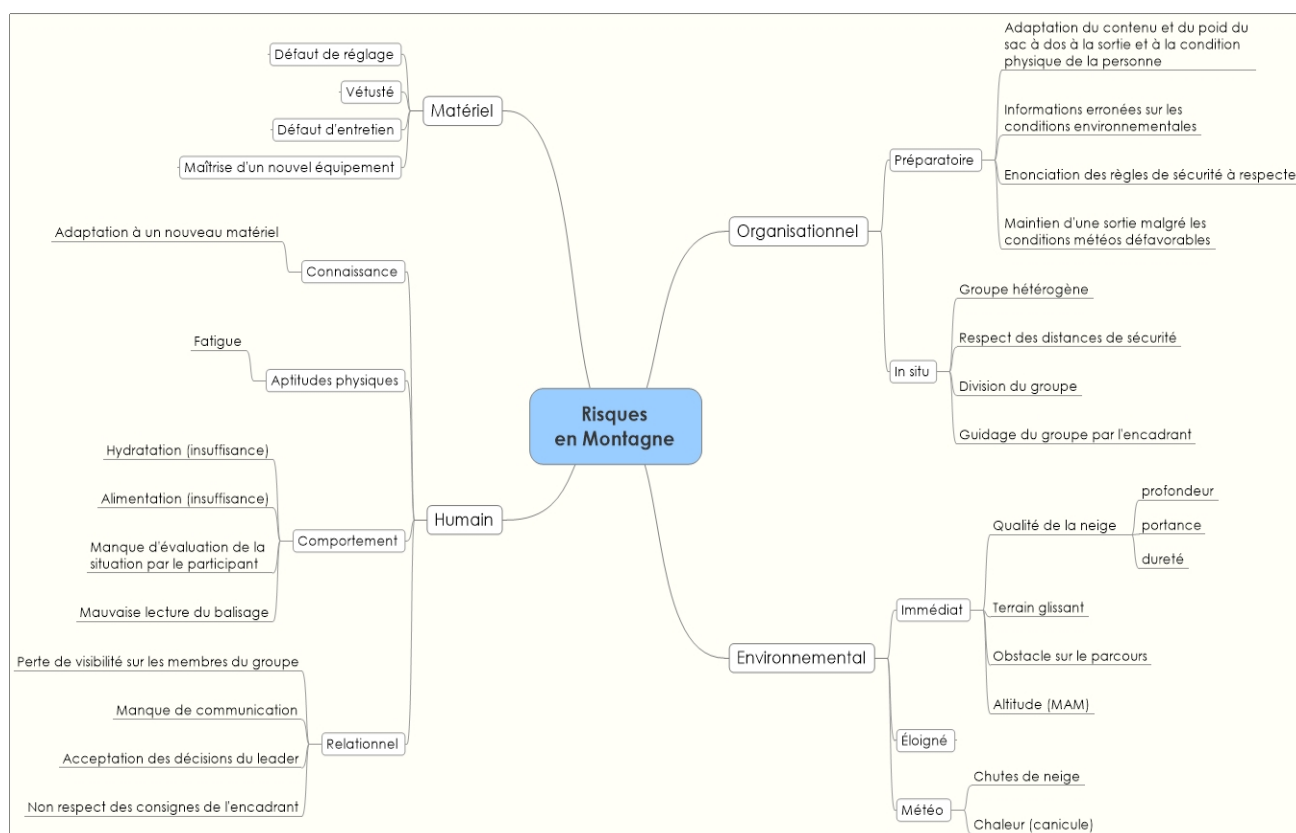 Risques
en Montagne
Matériel
Défaut de réglage
Vétusté
Défaut d'entretien
Maîtrise d'un nouvel équipement
Humain
Connaissance
Adaptation à un nouveau matériel
Aptitudes physiques
Fatigue
Comportement
Hydratation (insuffisance)
Alimentation (insuffisance)
Manque d'évaluation de la
situation par le participant
Mauvaise lecture du balisage
Relationnel
Perte de visibilité sur les membres du groupe
Manque de communication
Acceptation des décisions du leader
Non respect des consignes de l'encadrant
Organisationnel
Préparatoire
Adaptation du contenu et du poid du
sac à dos à la sortie et à la condition
physique de la personne
Informations erronées sur les
conditions environnementales
Enonciation des règles de sécurité à respecte
Maintien d'une sortie malgré les
conditions météos défavorables
In situ
Groupe hétérogène
Respect des distances de sécurité
Division du groupe
Guidage du groupe par l'encadrant
Environnemental
Immédiat
Qualité de la neige
profondeur
portance
dureté
Terrain glissant
Obstacle sur le parcours
Altitude (MAM)
Éloigné
Météo
Chutes de neige
Chaleur (canicule)